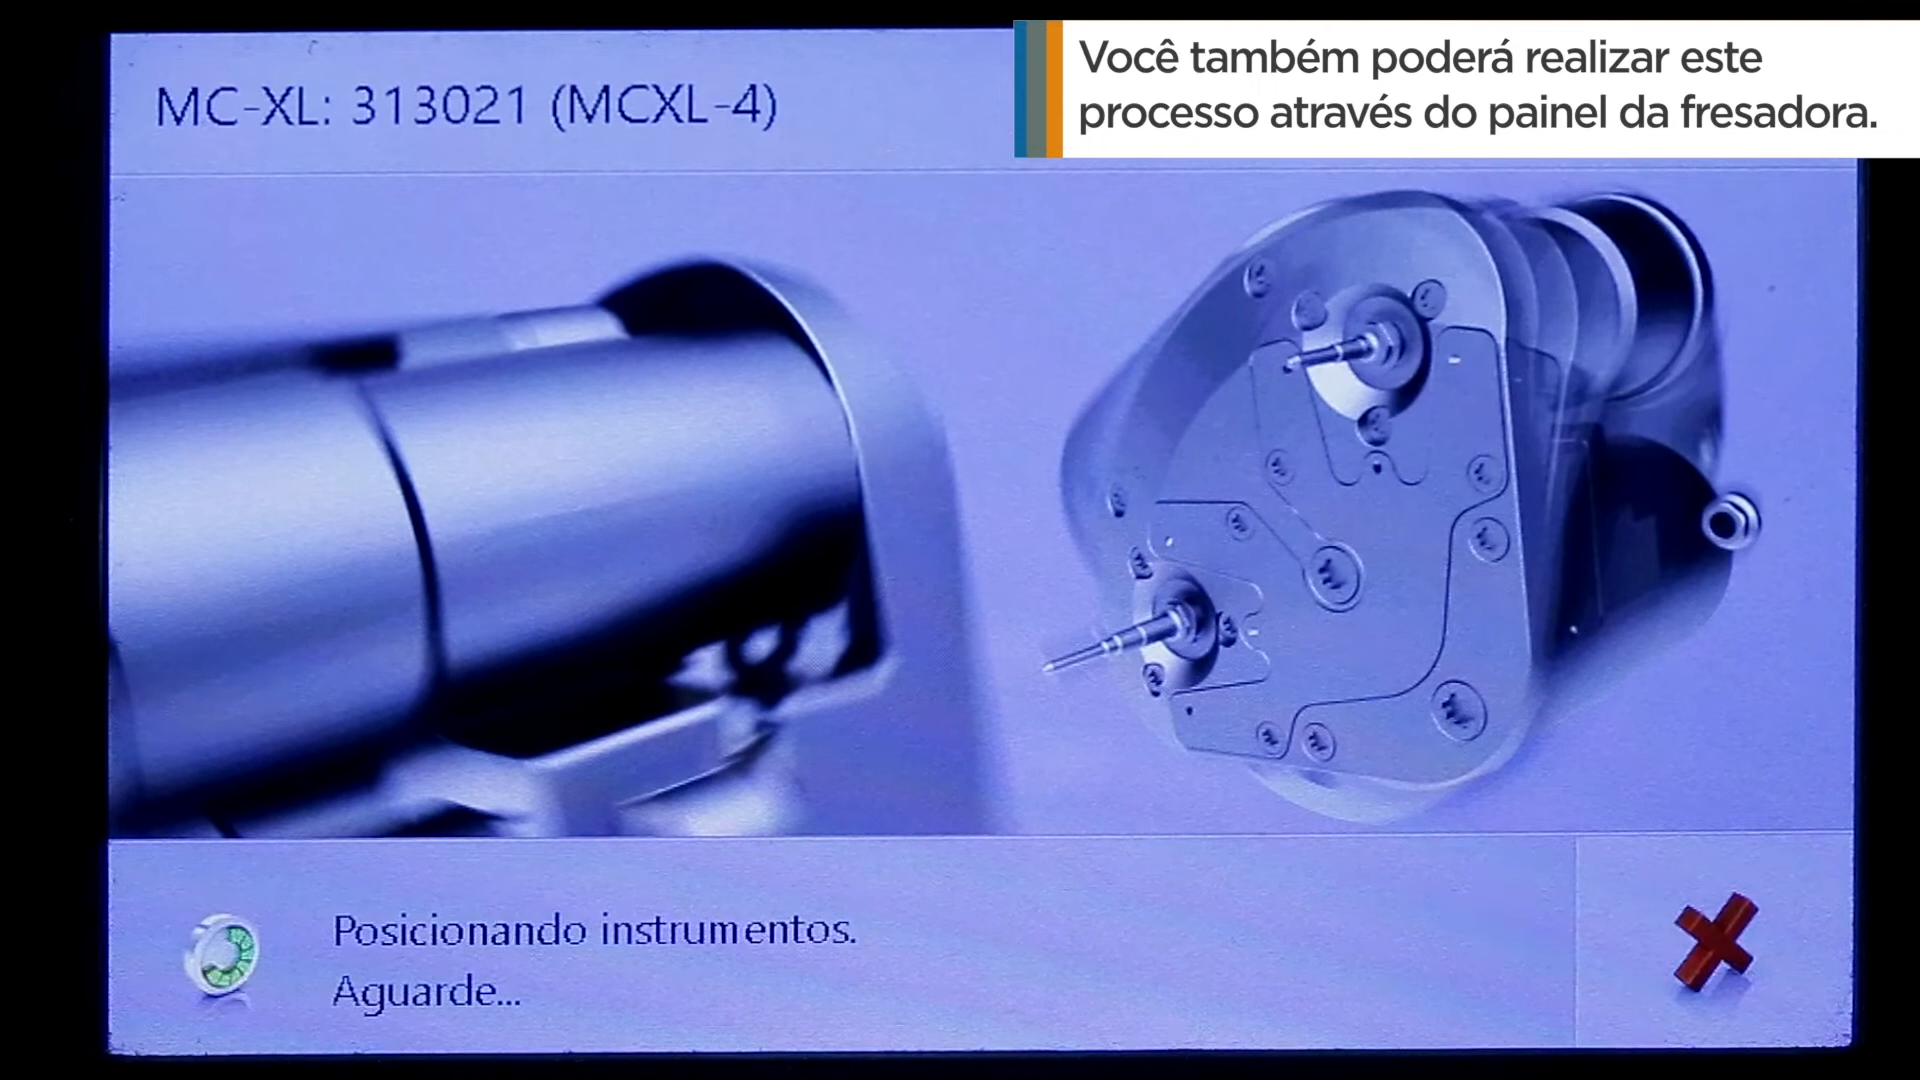 Você também poderá realizar este
processo através do painel da fresadora.
MC-XL: 313021 (MCXL-4)
Posicionando instrumentos.
Aguarde...